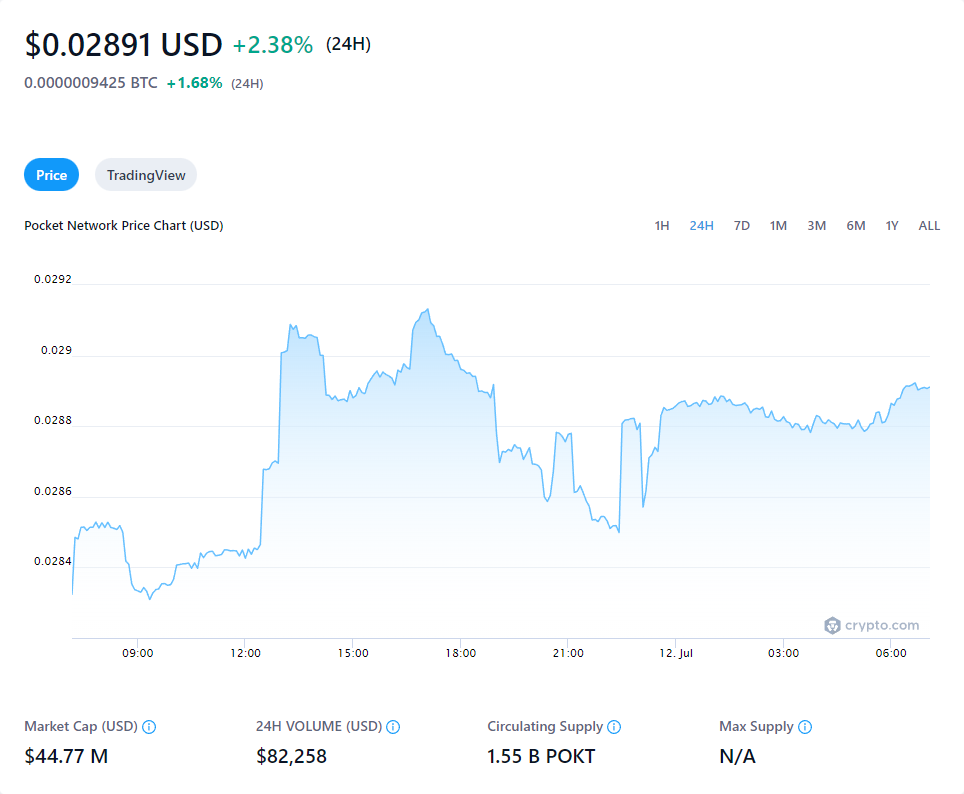 $0.02891 USD +2.38% (24H)
0.0000009425 BTC +1.68% (24H)
Price TradingView
Pocket Network Price Chart (USD) 1H 24H 7D 1M 3M 6M 1Y ALL
0.0292
0.029
0.0288
0.0286
0.0284
crypto.com
09:00 12:00 15:00 18:00 21:00 12. Jul 03:00 06:00
Market Cap (USD) 24H VOLUME (USD) Circulating Supply Max Supply
$44.77 M $82,258 1.55 B POKT N/A